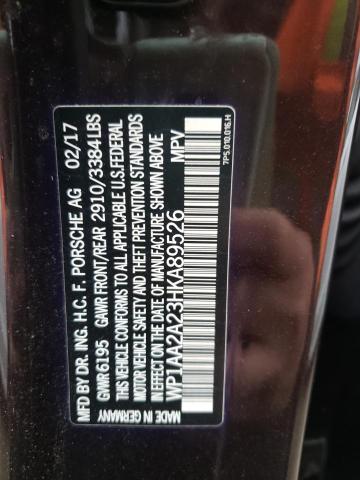 MFD. BY DR. ING. H.C. F. PORSCHE AG 02/17
GVWR 6195 GAWR FRONT/REAR 2910/3384 LBS
THIS VEHICLE CONFORMS TO ALL APPLICABLE U.S. FEDERAL
MOTOR VEHICLE SAFETY AND THEFT PREVENTION STANDARDS
IN EFFECT ON THE DATE OF MANUFACTURE SHOWN ABOVE
WP1AA2A23HKA89526 MPV
MADE IN GERMANY
7P5.010.016.H